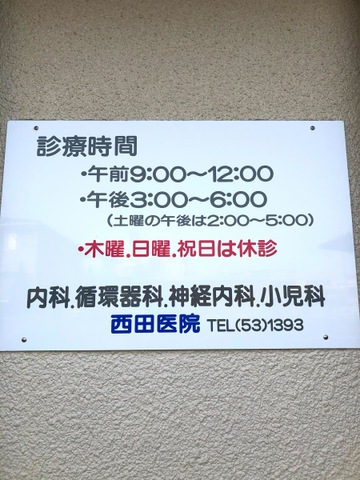 診療時間
・午前9:00〜12:00
・午後3:00〜6:00
(土曜の午後は2:00〜5:00)
・木曜.日曜.祝日は休診
内科.循環器科.神経内科.小児科
西田医院 TEL(53)1393